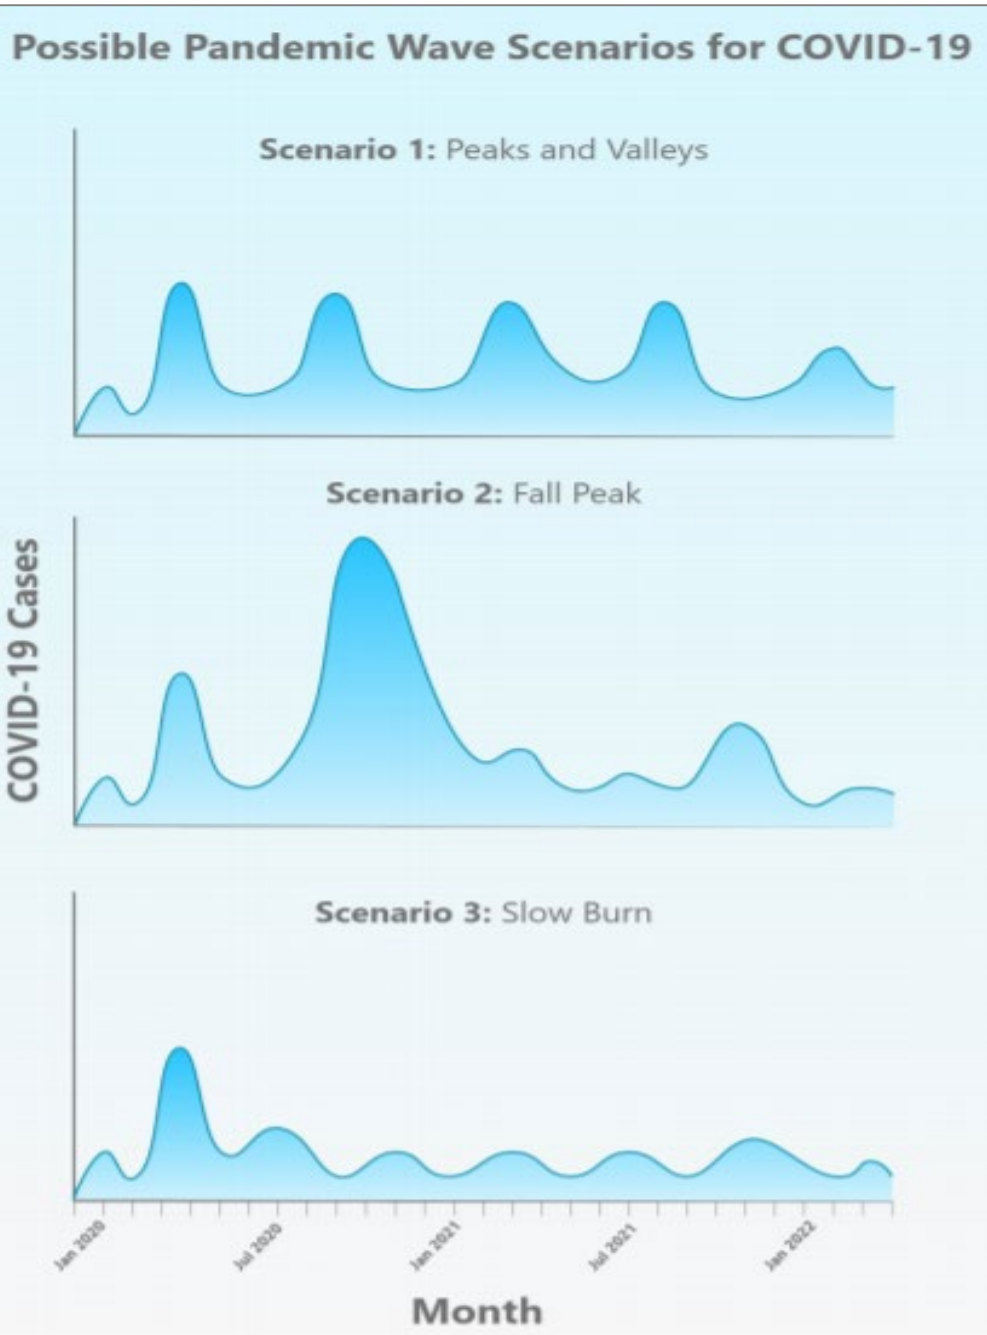 Possible Pandemic Wave Scenarios for COVID-19
Scenario 1: Peaks and Valleys
Scenario 2: Fall Peak
COVID-19 Cases
Scenario 3: Slow Burn
Jan 2020
Jul 2020
Jan 2021
Jul 2021
Jan 2022
Month